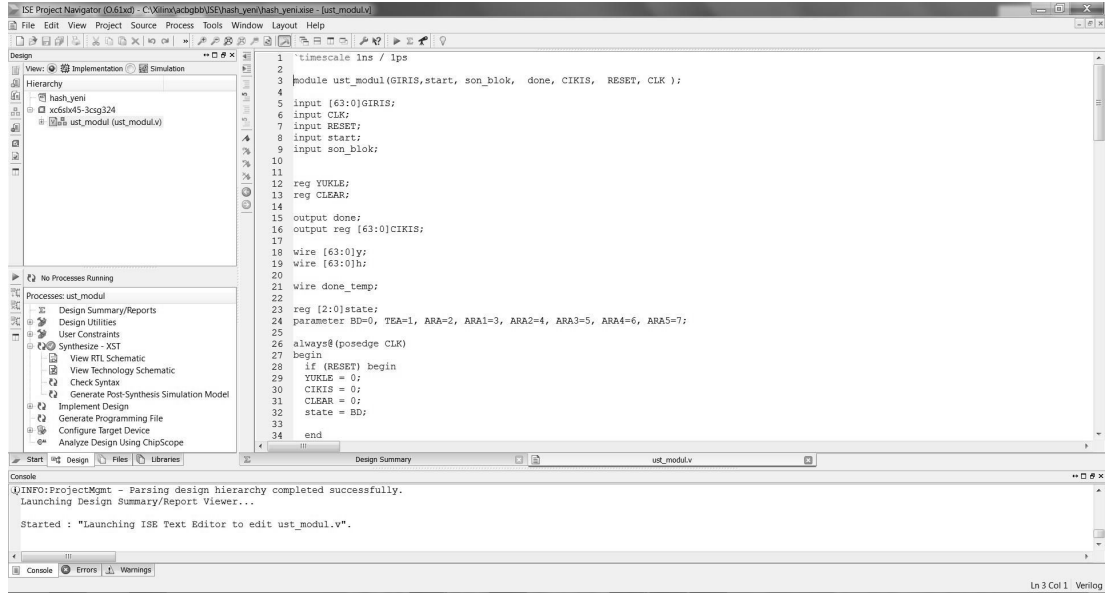 ISE Project Navigator (O.61xd) - C:\Xilinx\acbgbb\ISE\hash_yeni\hash_yeni.xise - [ust_modul.v]
File Edit View Project Source Process Tools Window Layout Help
Design
View: Implementation Simulation
Hierarchy
hash_yeni
xc6slx45-3csg324
ust_modul (ust_modul.v)
No Processes Running
Processes: ust_modul
Design Summary/Reports
Design Utilities
User Constraints
Synthesize - XST
View RTL Schematic
View Technology Schematic
Check Syntax
Generate Post-Synthesis Simulation Model
Implement Design
Generate Programming File
Configure Target Device
Analyze Design Using ChipScope
Start Design Files Libraries
1 `timescale 1ns / 1ps
2
3 module ust_modul(GIRIS,start, son_blok, done, CIKIS, RESET, CLK );
4
5 input [63:0]GIRIS;
6 input CLK;
7 input RESET;
8 input start;
9 input son_blok;
10
11
12 reg YUKLE;
13 reg CLEAR;
14
15 output done;
16 output reg [63:0]CIKIS;
17
18 wire [63:0]y;
19 wire [63:0]h;
20
21 wire done_temp;
22
23 reg [2:0]state;
24 parameter BD=0, TEA=1, ARA=2, ARA1=3, ARA2=4, ARA3=5, ARA4=6, ARA5=7;
25
26 always@(posedge CLK)
27 begin
28 if (RESET) begin
29 YUKLE = 0;
30 CIKIS = 0;
31 CLEAR = 0;
32 state = BD;
33
34 end
Design Summary ust_modul.v
Console
INFO:ProjectMgmt - Parsing design hierarchy completed successfully.
Launching Design Summary/Report Viewer...
Started : "Launching ISE Text Editor to edit ust_modul.v".
Console Errors Warnings
Ln 3 Col 1 Verilog